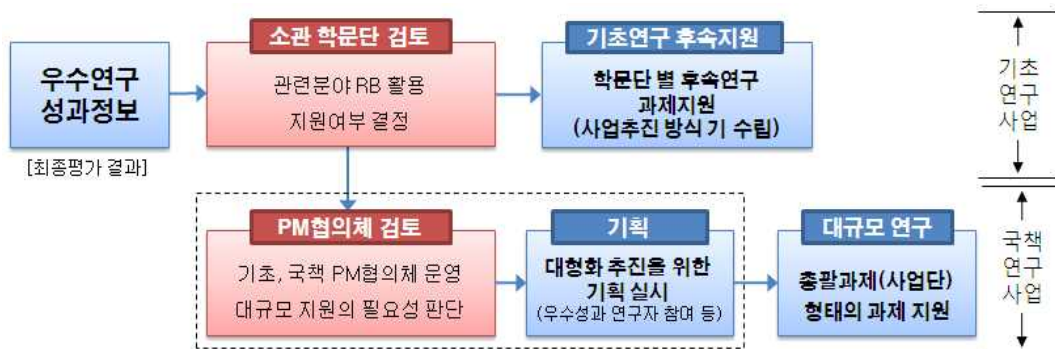 우수연구
성과정보
[최종평가 결과]
소관 학문단 검토
관련분야 RB 활용
지원여부 결정
기초연구 후속지원
학문단 별 후속연구
과제지원
(사업추진 방식 기 수립)
기초
연구
사업
PM협의체 검토
기초, 국책 PM협의체 운영
대규모 지원의 필요성 판단
기획
대형화 추진을 위한
기획 실시
(우수성과 연구자 참여 등)
대규모 연구
총괄과제(사업단)
형태의 과제 지원
국책
연구
사업